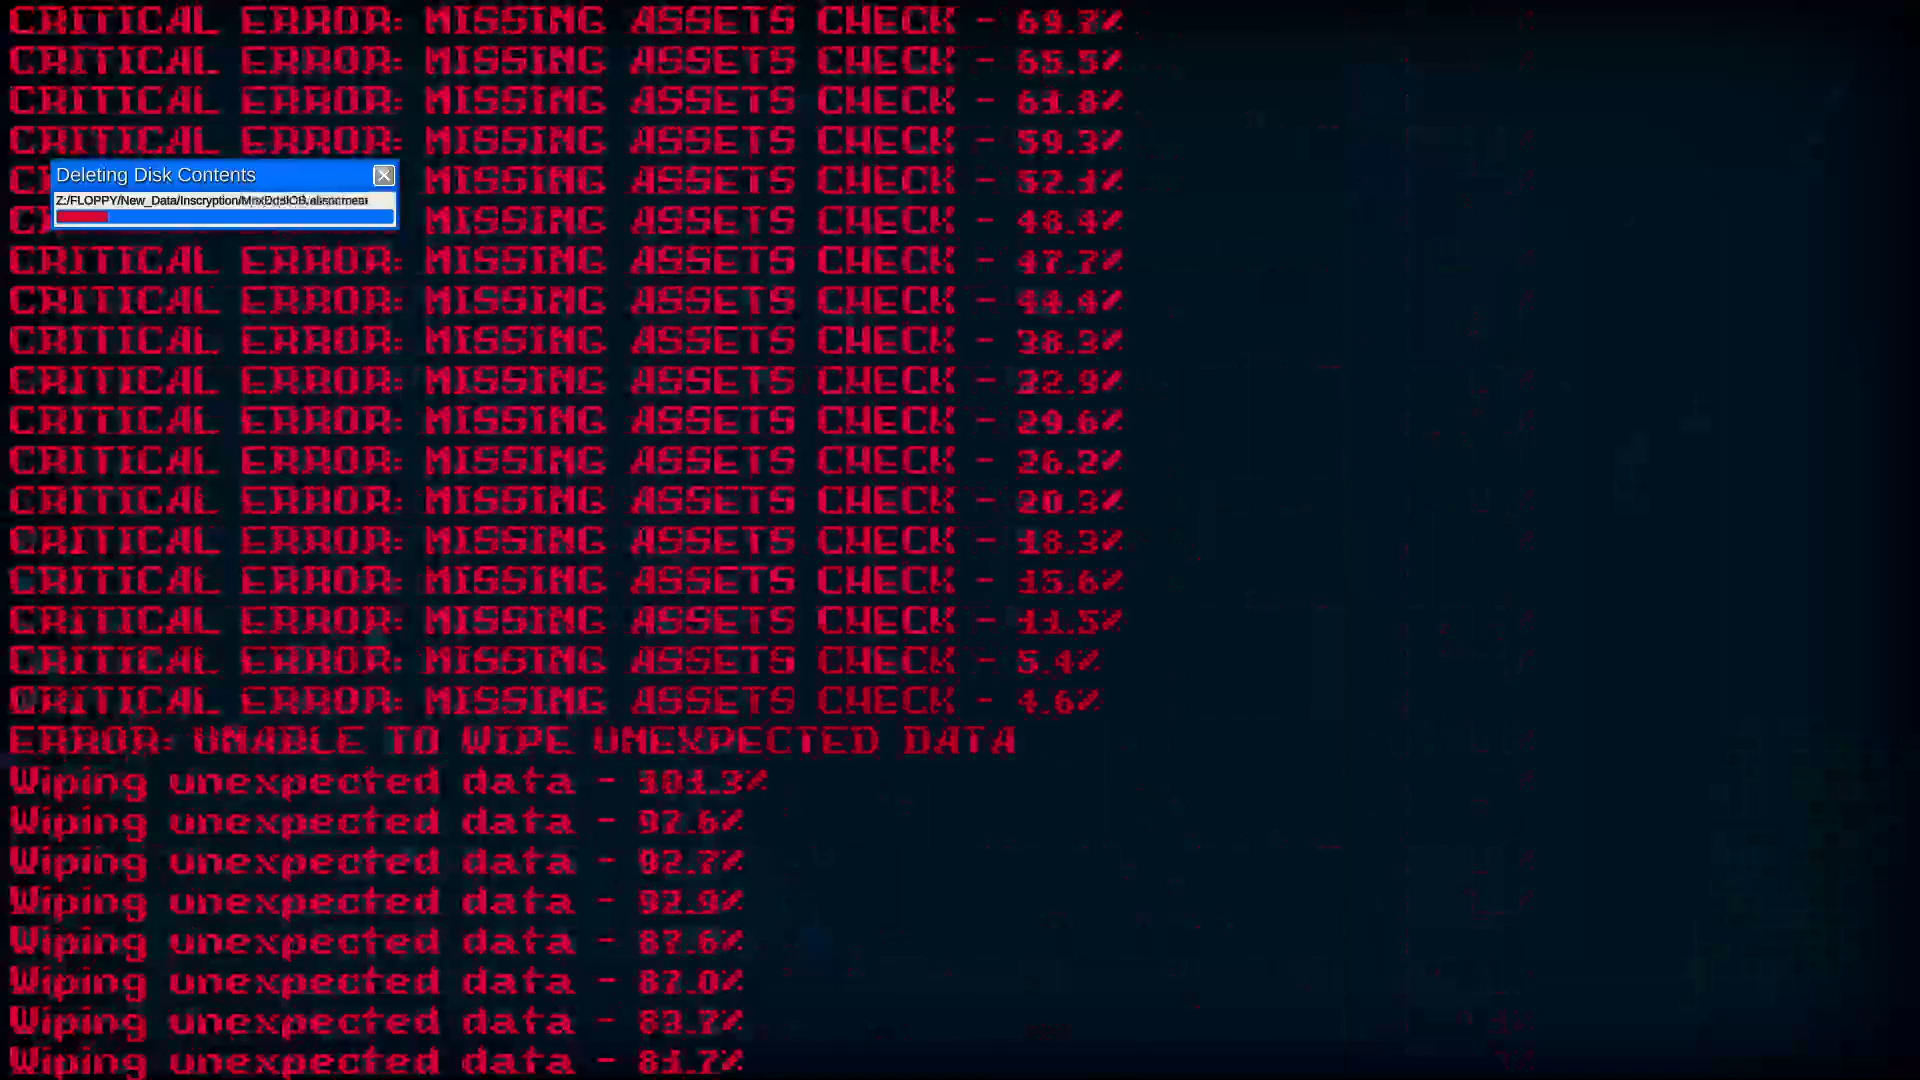 CRITICAL ERROR: MISSING ASSETS CHECK - 69.7%
CRITICAL ERROR: MISSING ASSETS CHECK - 65.5%
CRITICAL ERROR: MISSING ASSETS CHECK - 61.8%
CRITICAL ERROR: MISSING ASSETS CHECK - 59.3%
MISSING ASSETS CHECK - 52.1%
Deleting Disk Contents
Z:/FLOPPY/New_Data/Inscryption/
MISSING ASSETS CHECK - 48.4%
CRITICAL ERROR: MISSING ASSETS CHECK - 47.7%
CRITICAL ERROR: MISSING ASSETS CHECK - 44.4%
CRITICAL ERROR: MISSING ASSETS CHECK - 38.3%
CRITICAL ERROR: MISSING ASSETS CHECK - 32.9%
CRITICAL ERROR: MISSING ASSETS CHECK - 29.6%
CRITICAL ERROR: MISSING ASSETS CHECK - 26.2%
CRITICAL ERROR: MISSING ASSETS CHECK - 20.3%
CRITICAL ERROR: MISSING ASSETS CHECK - 18.3%
CRITICAL ERROR: MISSING ASSETS CHECK - 15.6%
CRITICAL ERROR: MISSING ASSETS CHECK - 11.5%
CRITICAL ERROR: MISSING ASSETS CHECK - 5.4%
CRITICAL ERROR: MISSING ASSETS CHECK - 4.6%
ERROR: UNABLE TO WIPE UNEXPECTED DATA
Wiping unexpected data - 101.3%
Wiping unexpected data - 97.6%
Wiping unexpected data - 92.7%
Wiping unexpected data - 92.9%
Wiping unexpected data - 87.6%
Wiping unexpected data - 87.0%
Wiping unexpected data - 83.7%
Wiping unexpected data - 81.7%